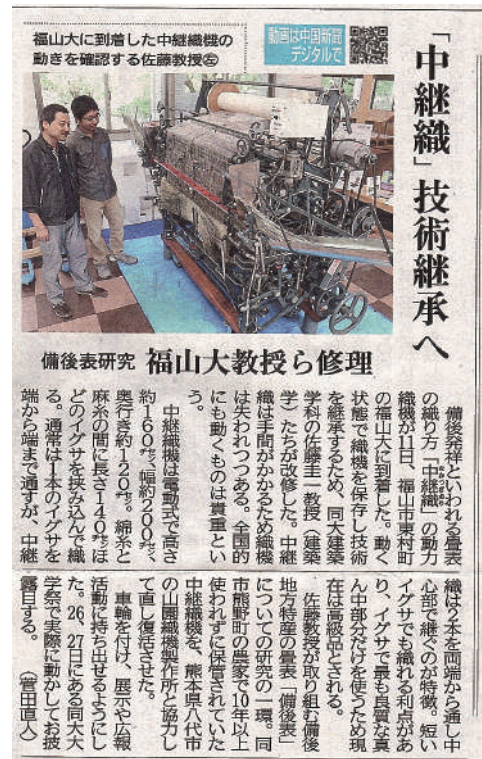 福山大に到着した中継織機の
動きを確認する佐藤教授㊧
動画は中国新聞
デジタルで
「中継織」技術継承へ
備後表研究 福山大教授ら修理
備後発祥といわれる畳表
の織り方「中継織」の動力
織機が11日、福山市東村町
の福山大に到着した。動く
状態で織機を保存し技術
を継承するため、同大建築
学科の佐藤圭一教授(建築
学)たちが改修した。中継
織は手間がかかるため織機
は失われつつある。全国的
にも動くものは貴重とい
う。
中継織機は電動式で高さ
約160㌢、幅約200㌢、
奥行き約120㌢。綿糸と
麻糸の間に長さ140㌢ほ
どのイグサを挟み込んで織
る。通常は1本のイグサを
端から端まで通すが、中継
織は2本を両端から通し中
心部で継ぐのが特徴。短い
イグサでも織れる利点があ
り、イグサで最も良質な真
ん中部分だけを使うため現
在は高級品とされる。
佐藤教授が取り組む備後
地方特産の畳表「備後表」
についての研究の一環。同
市熊野町の農家で10年以上
使われずに保管されていた
中継織機を、熊本県八代市
の山圃織機製作所と協力し
て直し復活させた。
車輪を付け、展示や広報
活動に持ち出せるようにし
た。26、27日にある同大大
学祭で実際に動かしてお披
露目する。 (菅田直人)